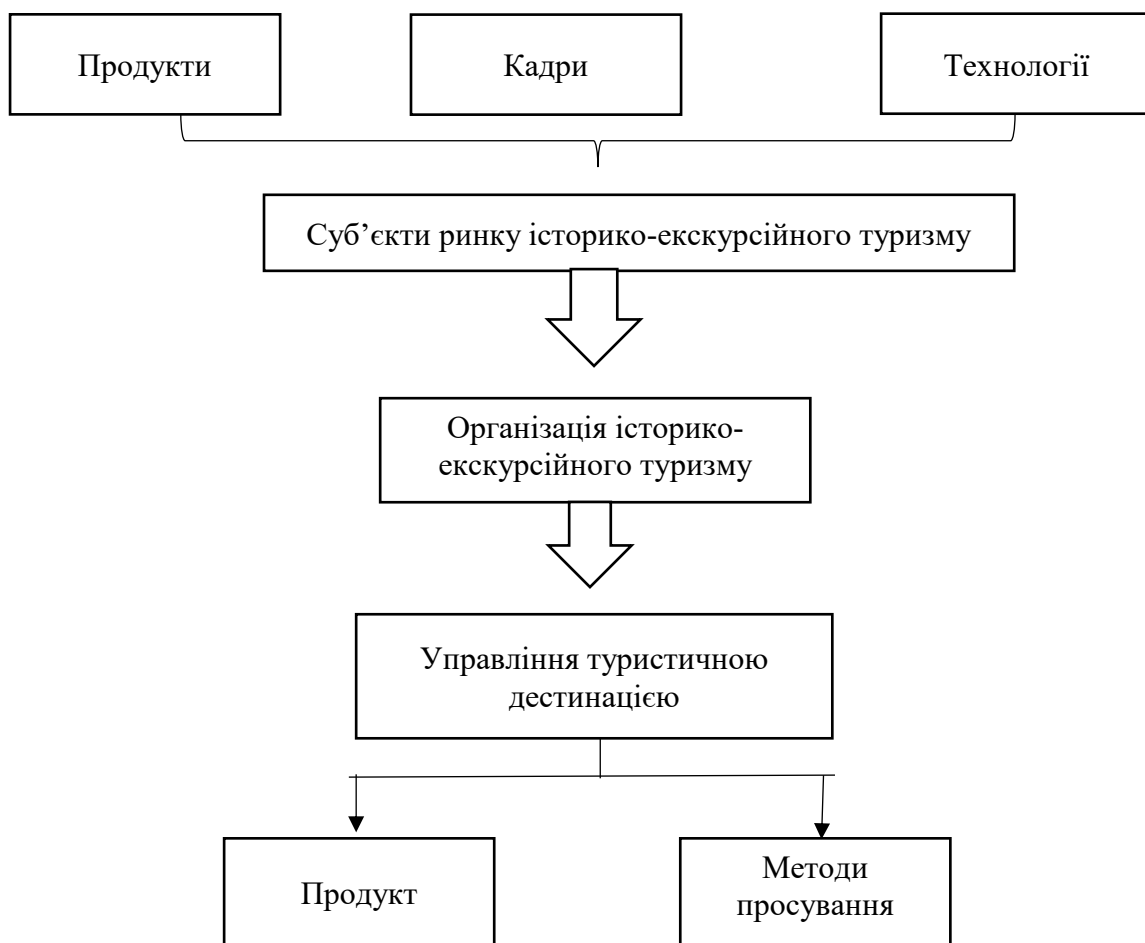 Продукти
Кадри
Технології
Суб’єкти ринку історико-екскурсійного туризму
Організація історико-
екскурсійного туризму
Управління туристичною
дестинацією
Продукт
Методи
просування